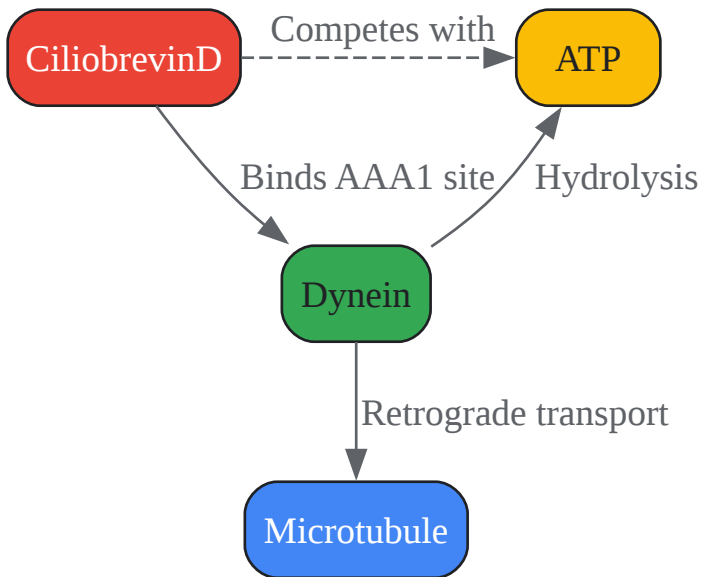 Competes with
CiliobrevinD
ATP
Binds AAA1 site
Hydrolysis
Dynein
Retrograde transport
Microtubule